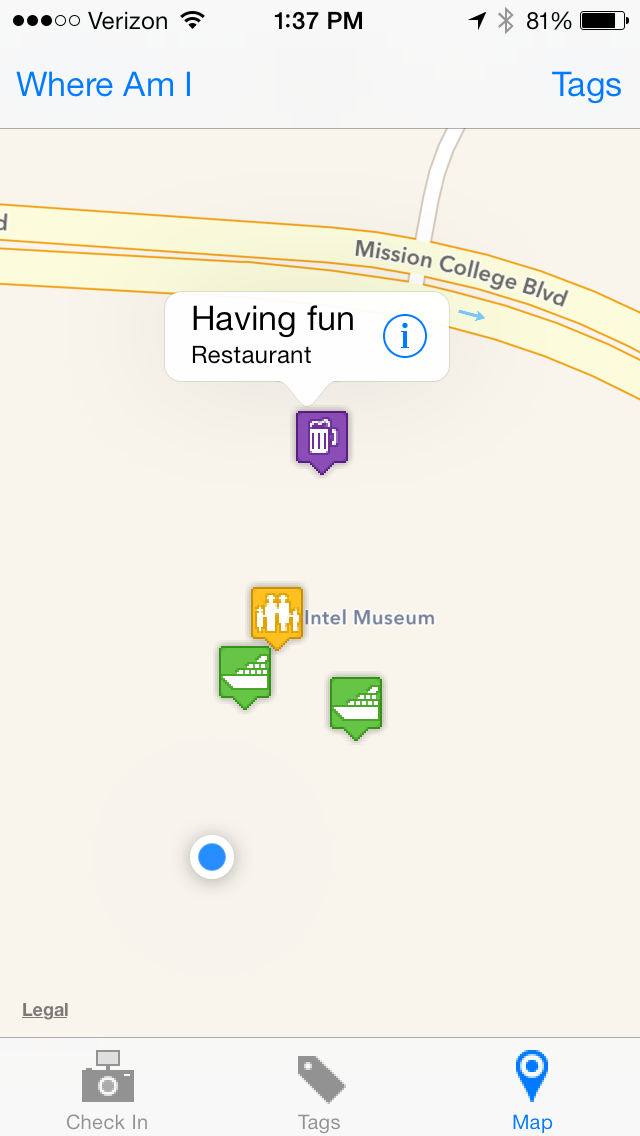 Verizon 1:37 PM 81%
Where Am I Tags
d
Mission College Blvd
Having fun
Restaurant
i
Intel Museum
Legal
Check In Tags Map